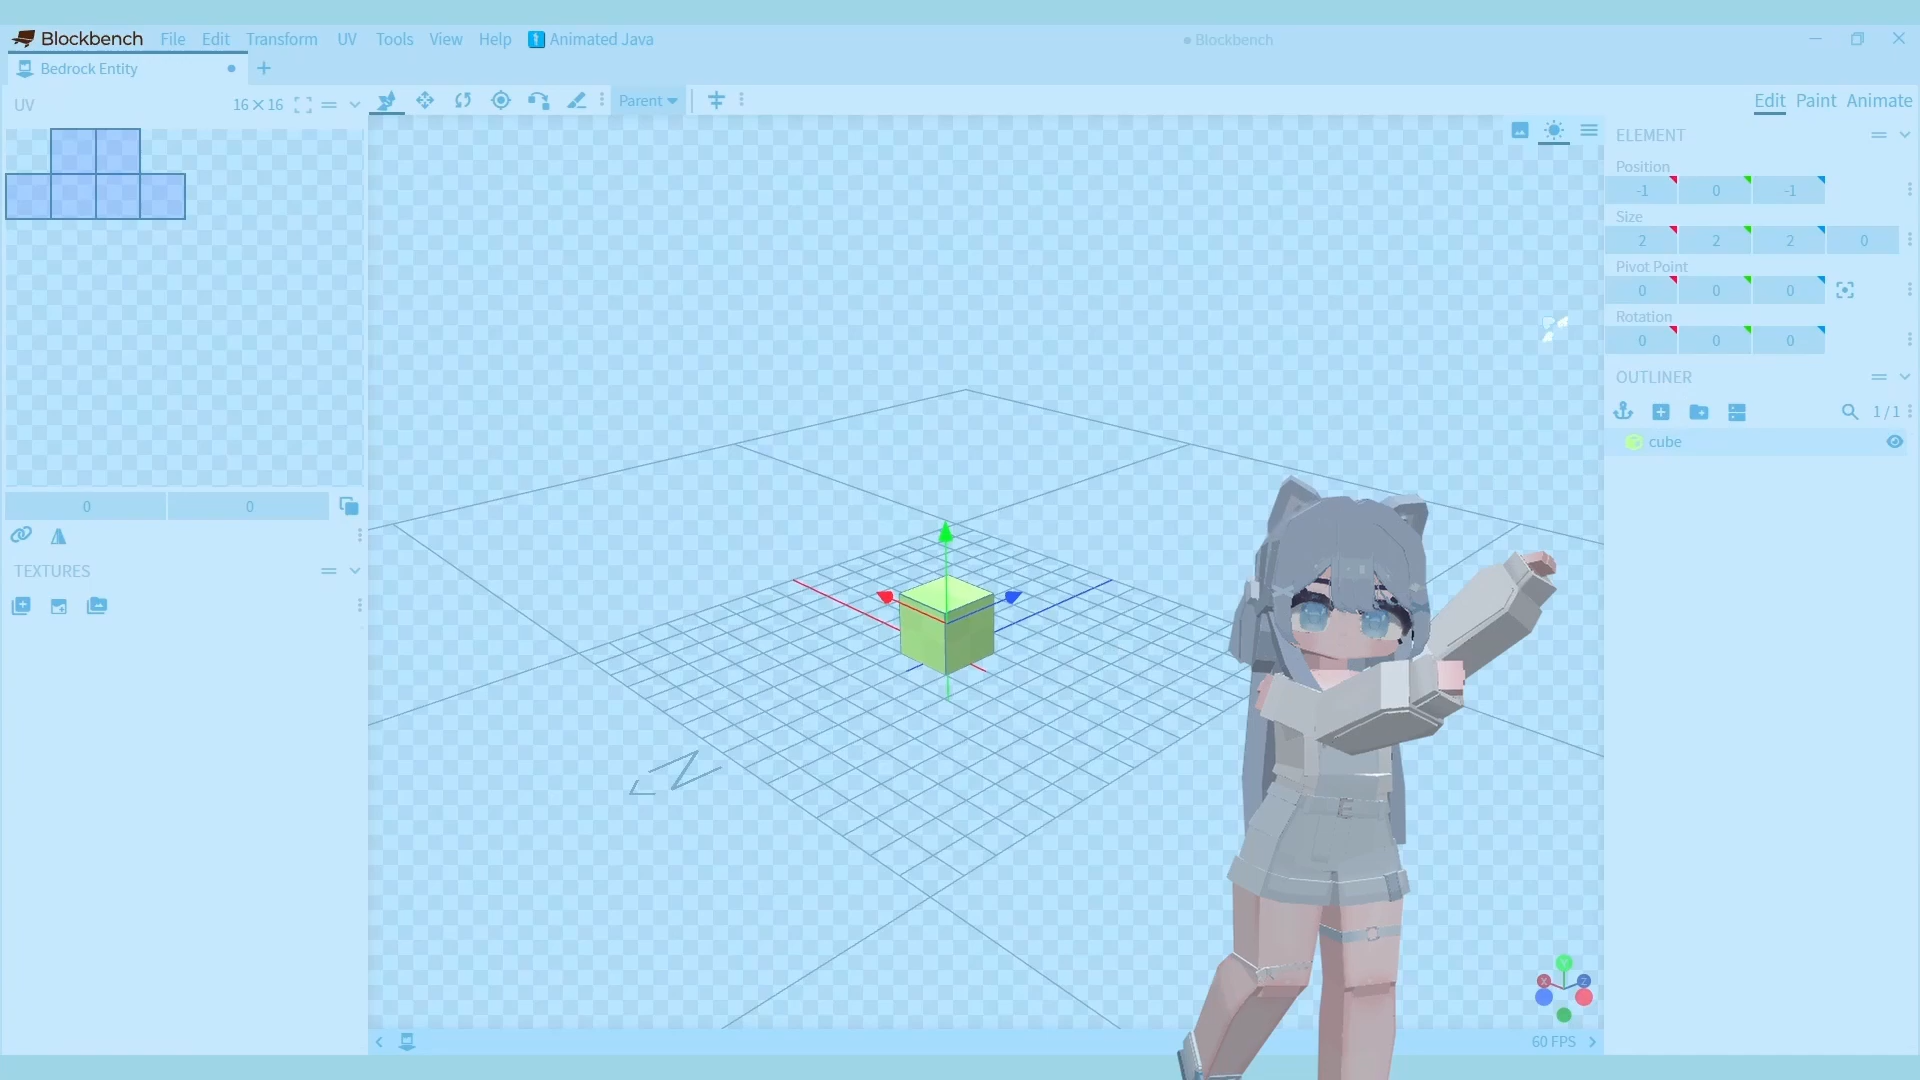 Blockbench File Edit Transform UV Tools View Help Animated Java
• Blockbench
Bedrock Entity
UV 16×16
Parent
Edit Paint Animate
ELEMENT
Position
-1 0 -1
Size
2 2 2 0
Pivot Point
0 0 0
Rotation
0 0 0
OUTLINER
1/1
cube
0 0
TEXTURES
N
X Y Z
60 FPS